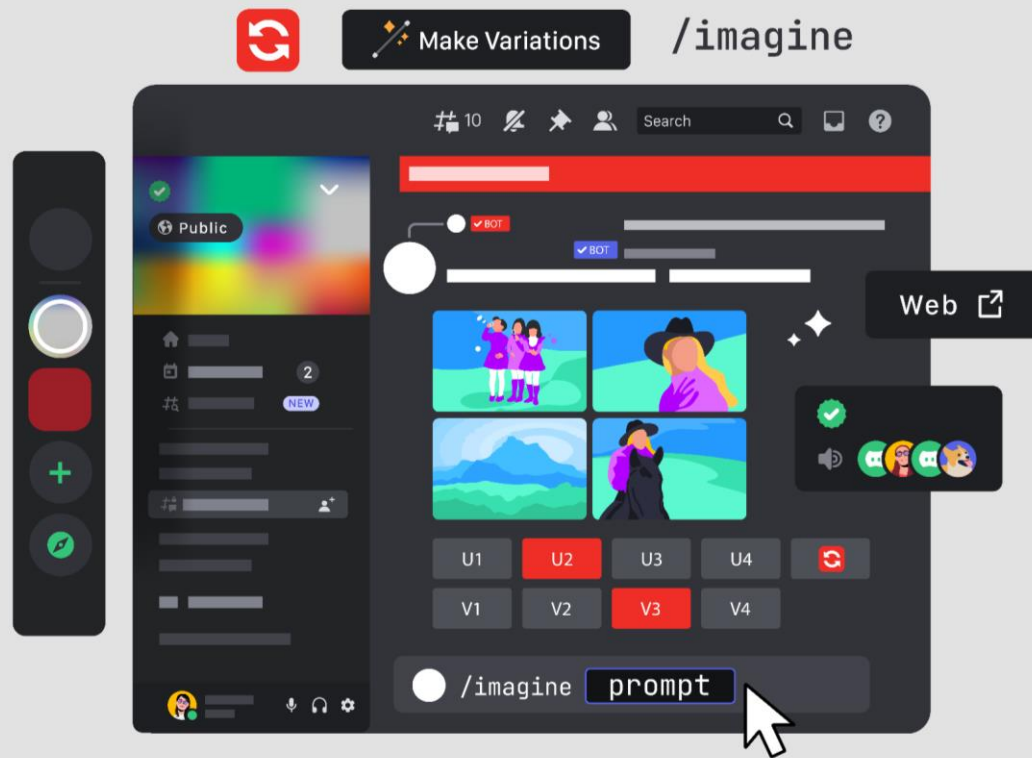 Make Variations /imagine
10 Search
Public
BOT
BOT
Web
2
NEW
U1 U2 U3 U4
V1 V2 V3 V4
/imagine prompt